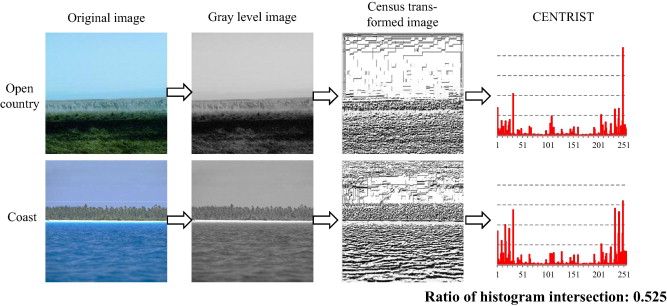 Original image
Gray level image
Census trans-
formed image
CENTRIST
Open
country
1 51 101 151 201 251
Coast
1 51 101 151 201 251
Ratio of histogram intersection: 0.525